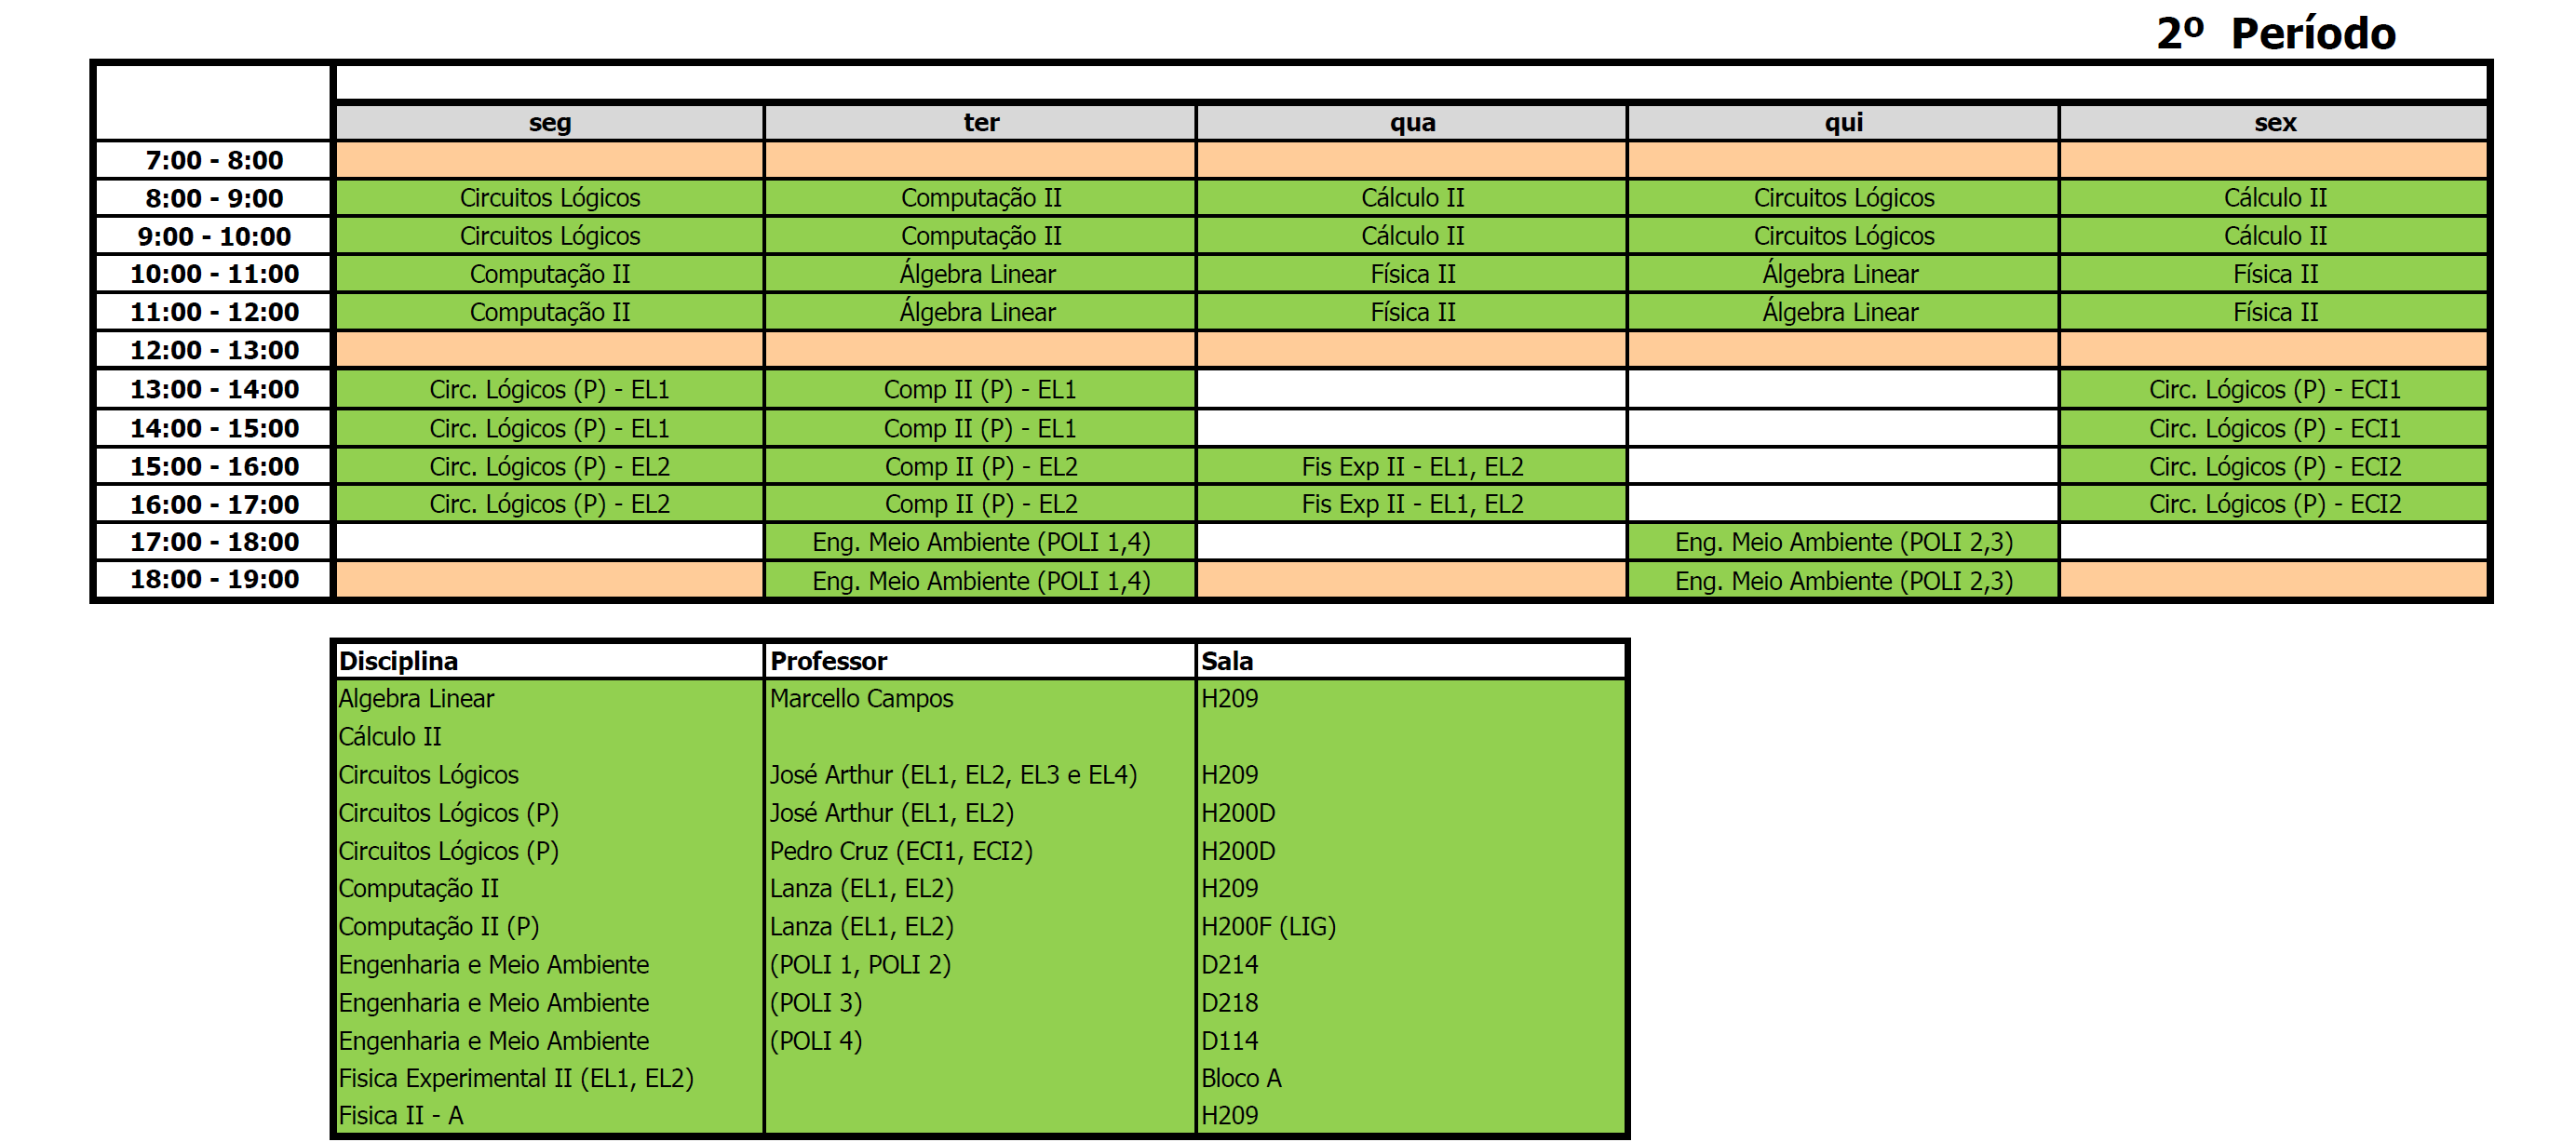 2º Período
seg ter qua qui sex
7:00 - 8:00
8:00 - 9:00 Circuitos Lógicos Computação II Cálculo II Circuitos Lógicos Cálculo II
9:00 - 10:00 Circuitos Lógicos Computação II Cálculo II Circuitos Lógicos Cálculo II
10:00 - 11:00 Computação II Álgebra Linear Física II Álgebra Linear Física II
11:00 - 12:00 Computação II Álgebra Linear Física II Álgebra Linear Física II
12:00 - 13:00
13:00 - 14:00 Circ. Lógicos (P) - EL1 Comp II (P) - EL1 Circ. Lógicos (P) - ECI1
14:00 - 15:00 Circ. Lógicos (P) - EL1 Comp II (P) - EL1 Circ. Lógicos (P) - ECI1
15:00 - 16:00 Circ. Lógicos (P) - EL2 Comp II (P) - EL2 Fis Exp II - EL1, EL2 Circ. Lógicos (P) - ECI2
16:00 - 17:00 Circ. Lógicos (P) - EL2 Comp II (P) - EL2 Fis Exp II - EL1, EL2 Circ. Lógicos (P) - ECI2
17:00 - 18:00 Eng. Meio Ambiente (POLI 1,4) Eng. Meio Ambiente (POLI 2,3)
18:00 - 19:00 Eng. Meio Ambiente (POLI 1,4) Eng. Meio Ambiente (POLI 2,3)
Disciplina Professor Sala
Algebra Linear Marcello Campos H209
Cálculo II
Circuitos Lógicos José Arthur (EL1, EL2, EL3 e EL4) H209
Circuitos Lógicos (P) José Arthur (EL1, EL2) H200D
Circuitos Lógicos (P) Pedro Cruz (ECI1, ECI2) H200D
Computação II Lanza (EL1, EL2) H209
Computação II (P) Lanza (EL1, EL2) H200F (LIG)
Engenharia e Meio Ambiente (POLI 1, POLI 2) D214
Engenharia e Meio Ambiente (POLI 3) D218
Engenharia e Meio Ambiente (POLI 4) D114
Fisica Experimental II (EL1, EL2) Bloco A
Fisica II - A H209